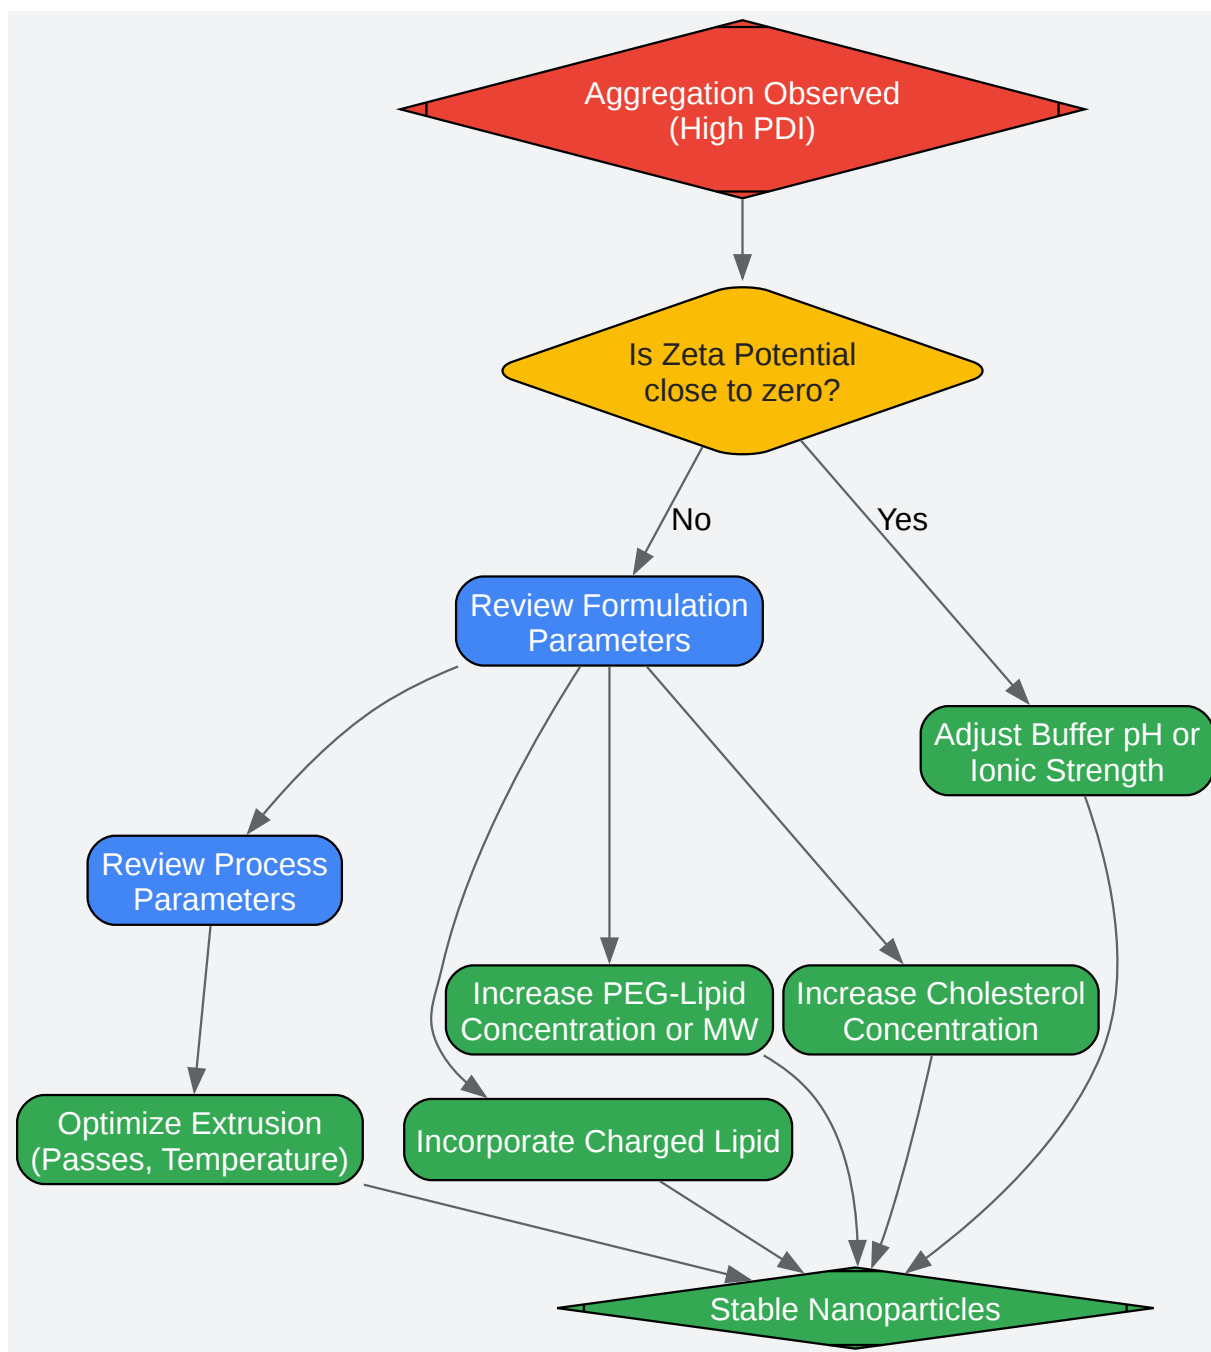 Aggregation Observed
(High PDI)
Is Zeta Potential
close to zero?
No
Yes
Review Formulation
Parameters
Adjust Buffer pH or
Ionic Strength
Review Process
Parameters
Increase PEG-Lipid
Concentration or MW
Increase Cholesterol
Concentration
Optimize Extrusion
(Passes, Temperature)
Incorporate Charged Lipid
Stable Nanoparticles